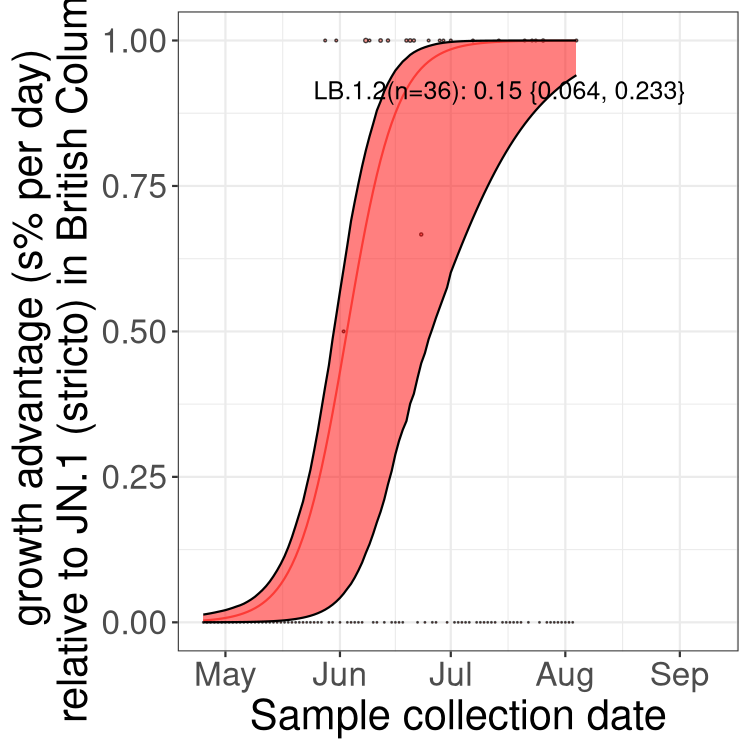 growth advantage (s% per day)
relative to JN.1 (stricto) in British Colum
1.00
0.75
0.50
0.25
0.00
LB.1.2(n=36): 0.15 {0.064, 0.233}
May Jun Jul Aug Sep
Sample collection date